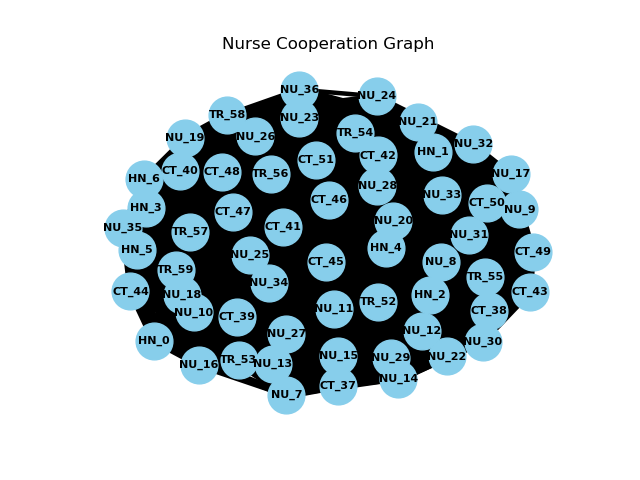 Nurse Cooperation Graph
NU_36
NU_24
TR_58
NU_23
NU_21
NU_19
NU_26
TR_54
HN_1
NU_32
CT_51
CT_42
CT_40
CT_48
TR_56
NU_17
HN_6
NU_28
NU_33
CT_46
CT_50
HN_3
NU_9
CT_47
NU_20
NU_35
CT_41
TR_57
NU_31
HN_5
HN_4
CT_49
NU_25
CT_45
NU_8
TR_59
TR_55
NU_34
CT_44
CT_43
NU_18
HN_2
TR_52
NU_11
NU_10
CT_38
CT_39
NU_12
NU_27
HN_0
NU_30
NU_15
NU_22
NU_29
TR_53
NU_13
NU_16
NU_14
CT_37
NU_7